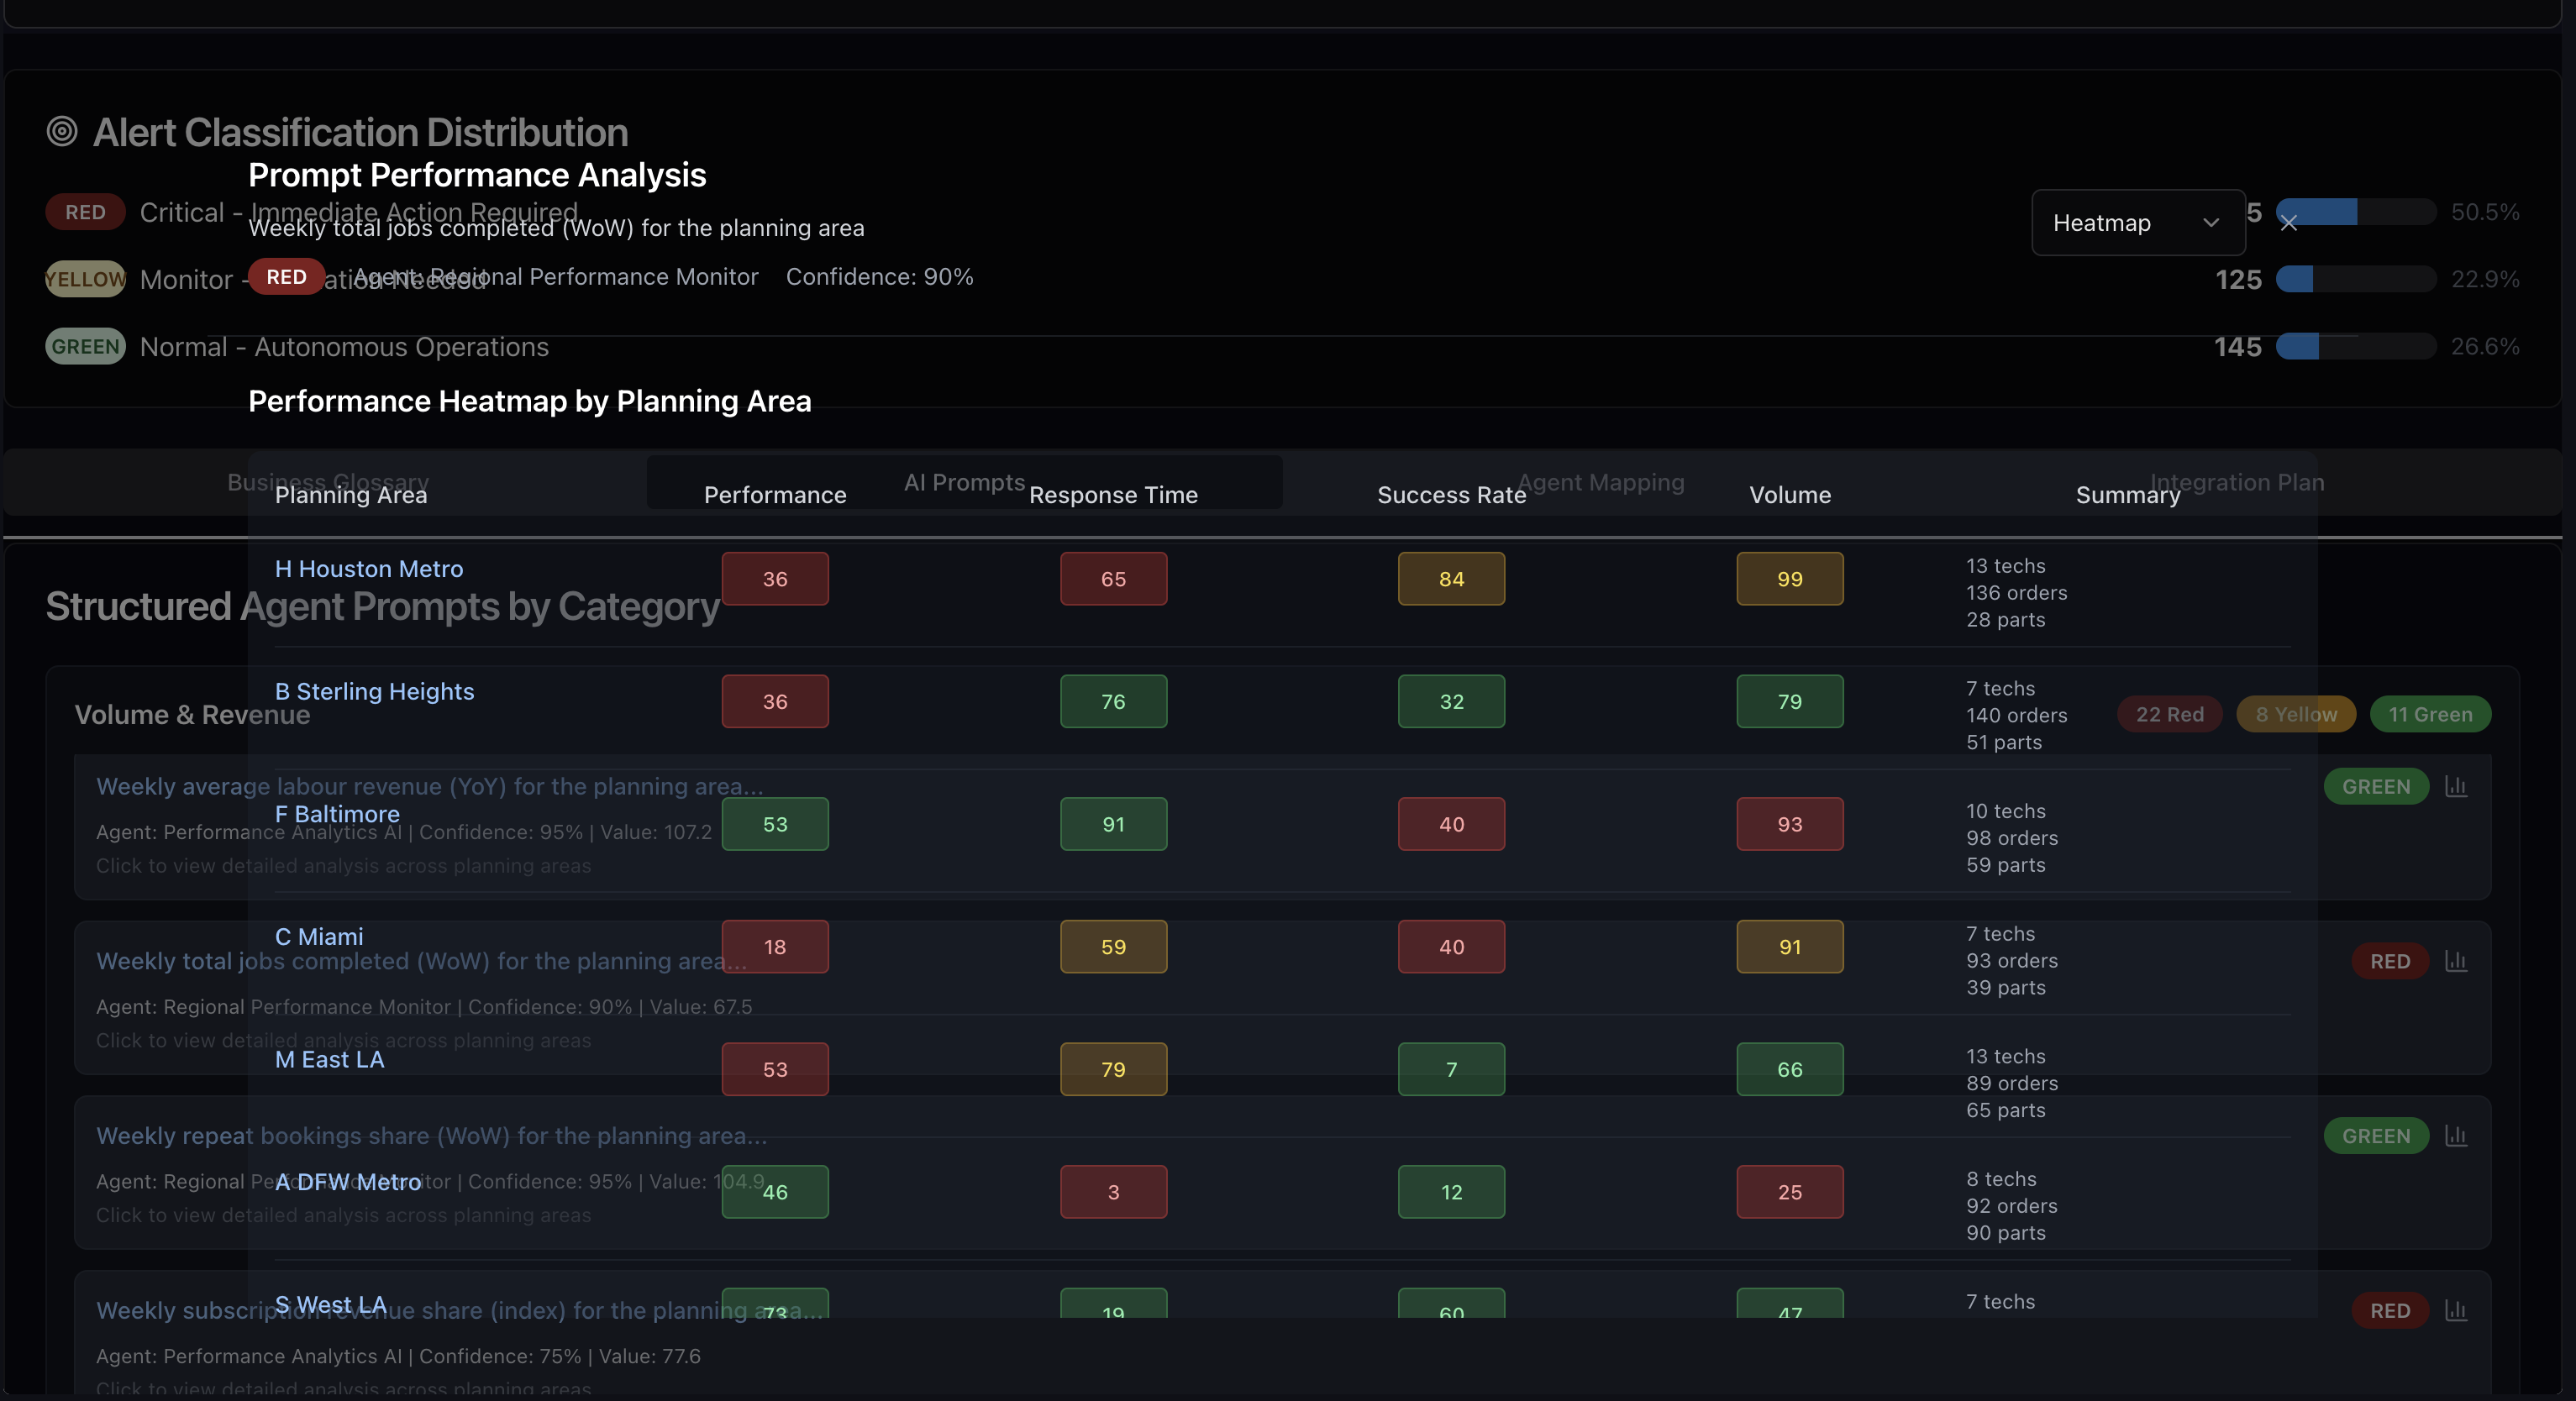 Alert Classification Distribution
Prompt Performance Analysis
RED Critical - Immediate Action Required
Heatmap 5 50.5%
Weekly total jobs completed (WoW) for the planning area
YELLOW Monitor - Needed 125 22.9%
RED Agent: Regional Performance Monitor Confidence: 90%
GREEN Normal - Autonomous Operations 145 26.6%
Performance Heatmap by Planning Area
Business Glossary AI Prompts Agent Mapping Integration Plan
Planning Area Performance Response Time Success Rate Volume Summary
H Houston Metro 36 65 84 99 13 techs
136 orders
28 parts
Structured Agent Prompts by Category
B Sterling Heights 36 76 32 79 7 techs
140 orders
51 parts
Volume & Revenue 22 Red 8 Yellow 11 Green
Weekly average labour revenue (YoY) for the planning area... GREEN
F Baltimore 53 91 40 93 10 techs
98 orders
59 parts
Agent: Performance Analytics AI | Confidence: 95% | Value: 107.2
Click to view detailed analysis across planning areas
C Miami 18 59 40 91 7 techs
93 orders
39 parts
Weekly total jobs completed (WoW) for the planning area... RED
Agent: Regional Performance Monitor | Confidence: 90% | Value: 67.5
Click to view detailed analysis across planning areas
M East LA 53 79 7 66 13 techs
89 orders
65 parts
Weekly repeat bookings share (WoW) for the planning area... GREEN
Agent: Regional Performance Monitor | Confidence: 95% | Value: 104.9
A DFW Metro 46 3 12 25 8 techs
92 orders
90 parts
Click to view detailed analysis across planning areas
S West LA 73 19 60 47 7 techs
Weekly subscription revenue share (index) for the planning area... RED
Agent: Performance Analytics AI | Confidence: 75% | Value: 77.6
Click to view detailed analysis across planning areas